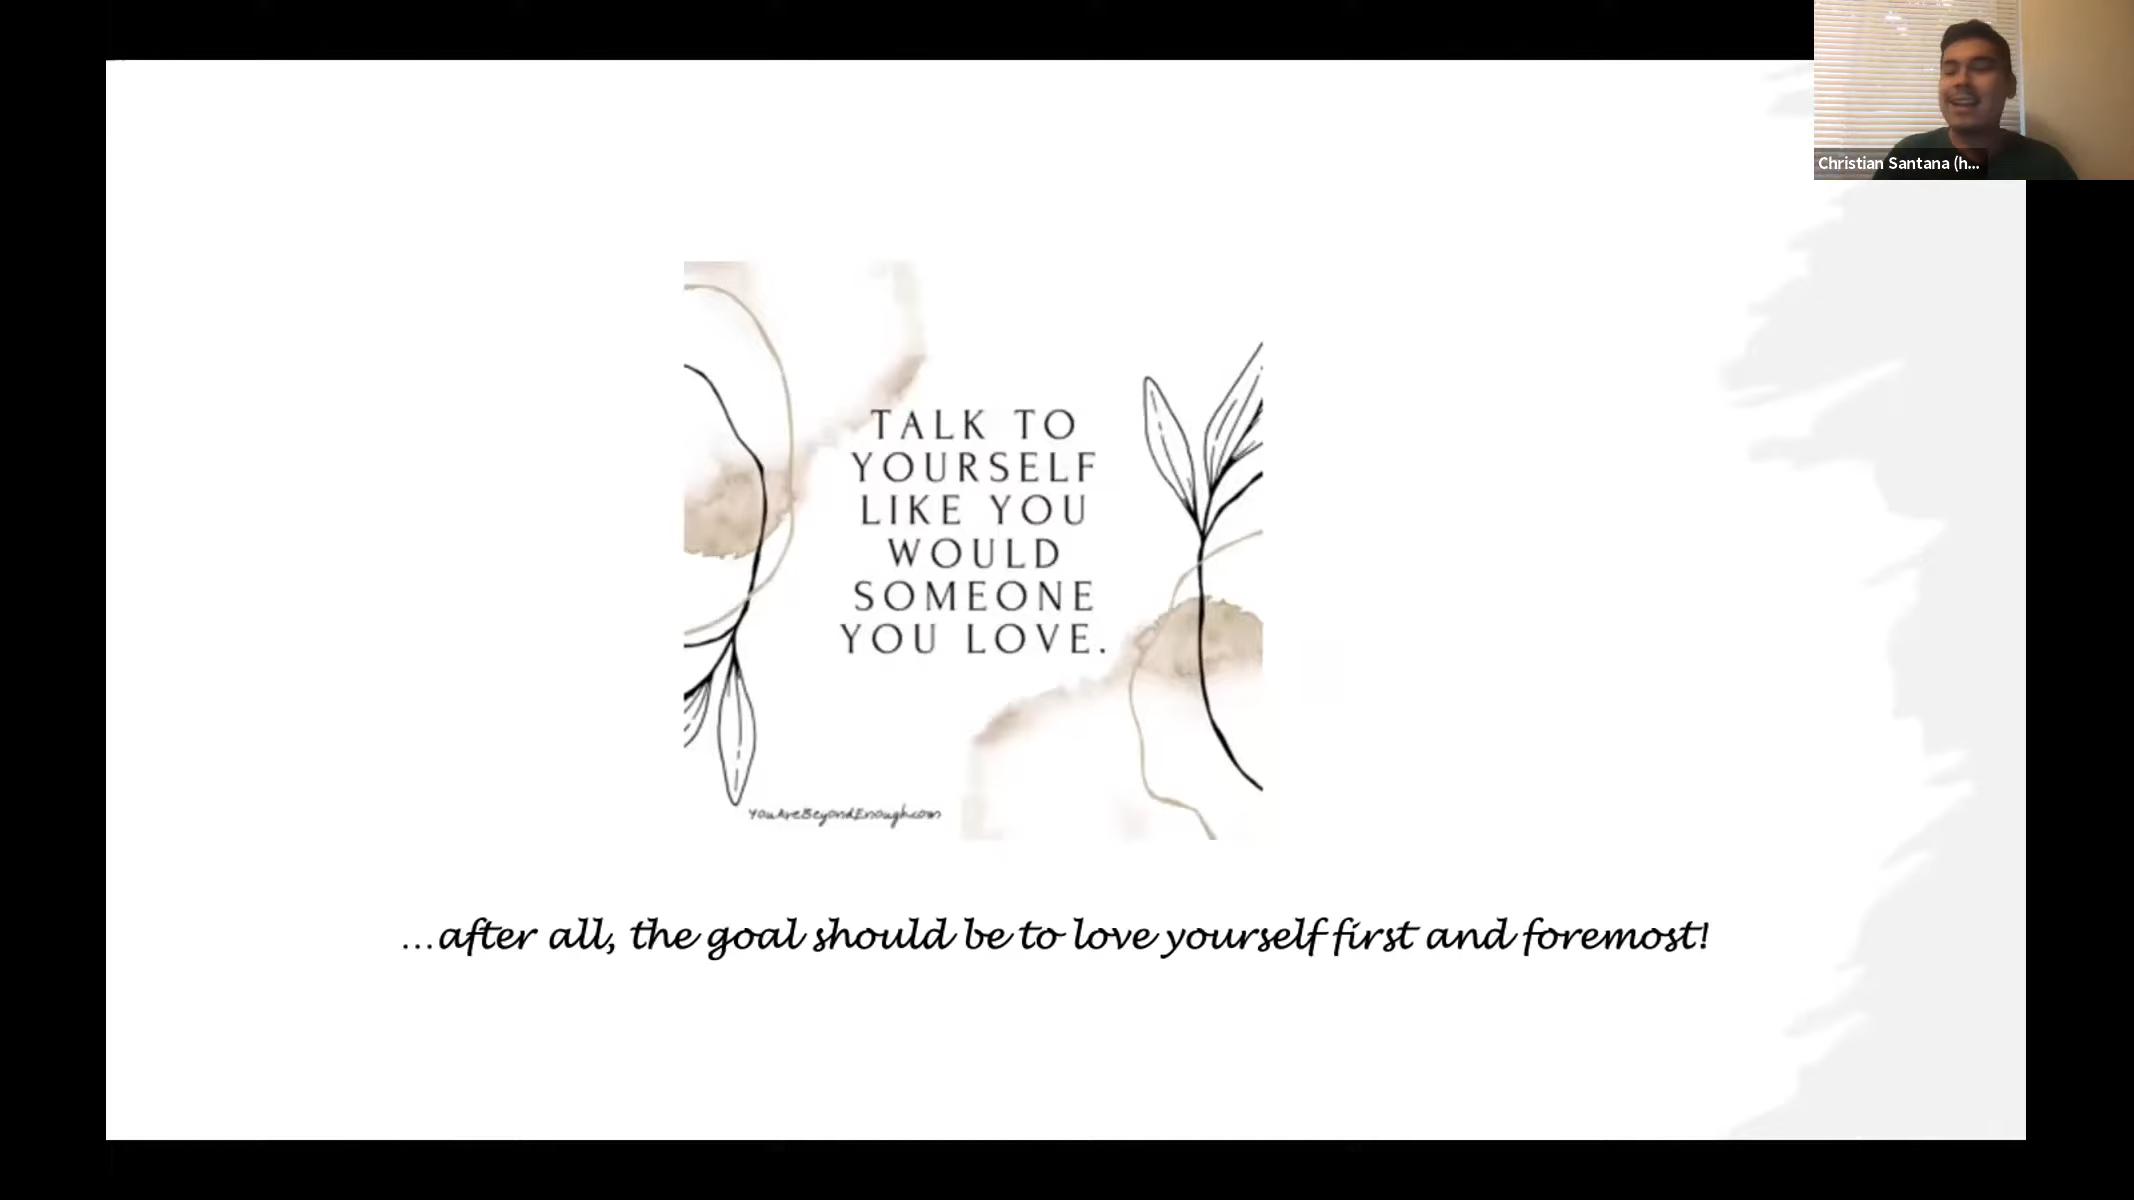 Christian Santana (h...
TALK TO
YOURSELF
LIKE YOU
WOULD
SOMEONE
YOU LOVE.
YouAreBeyondEnough.com
...after all, the goal should be to love yourself first and foremost!